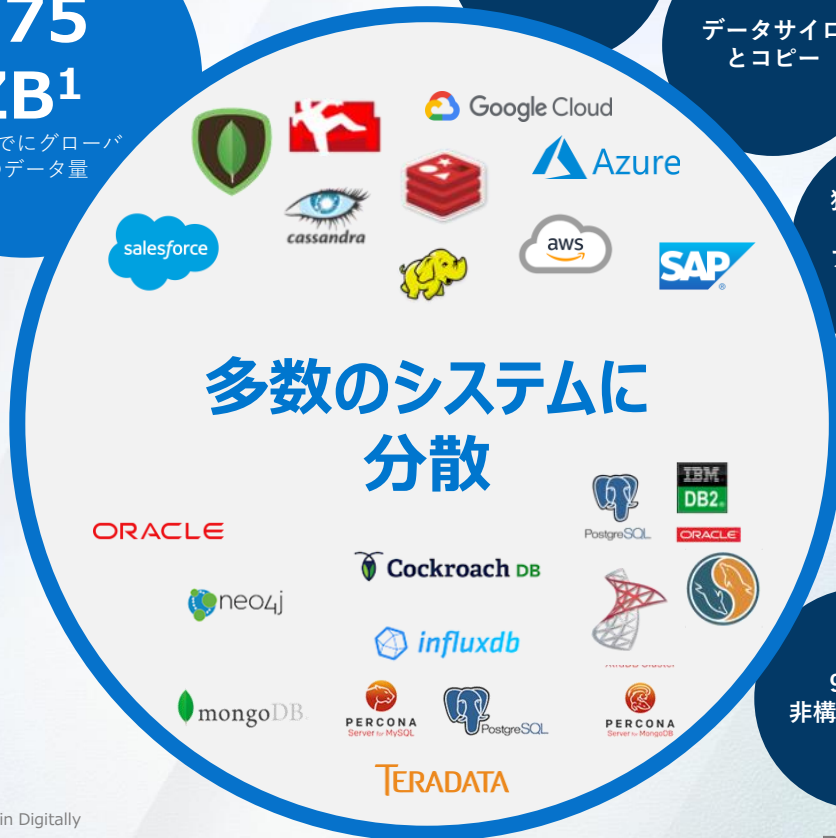 75
ZB¹
でにグローバ
データ量
データサイロ
とコピー
Google Cloud
Azure
cassandra
salesforce
aws
SAP
多数のシステムに
分散
IBM
DB2
PostgreSQL
ORACLE
ORACLE
Cockroach DB
neo4j
influxdb
mongoDB
PERCONA
Server for MySQL
PostgreSQL
PERCONA
Server for MongoDB
TERADATA
非構
in Digitally